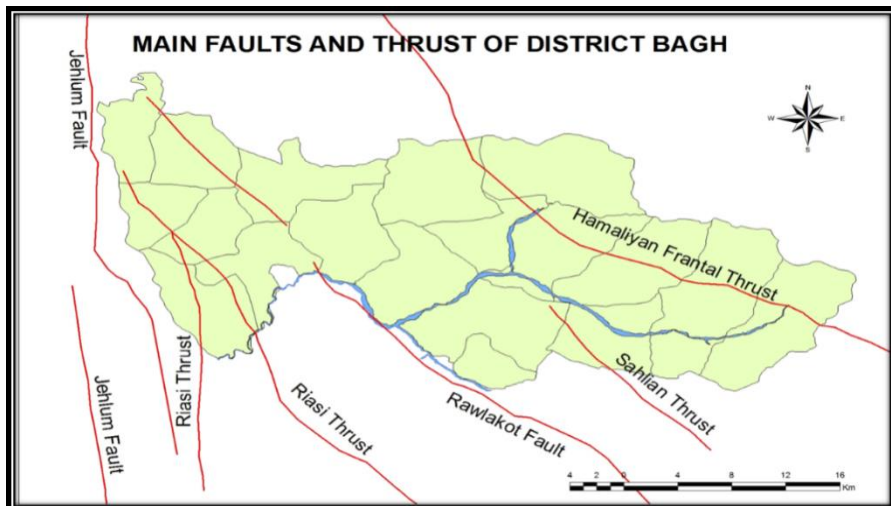 MAIN FAULTS AND THRUST OF DISTRICT BAGH
Jehlum Fault
N
W E
S
Hamaliyan Frantal Thrust
Jehlum Fault
Riasi Thrust
Riasi Thrust
Rawlakot Fault
Sahlian Thrust
4 2 0 4 8 12 16
Km